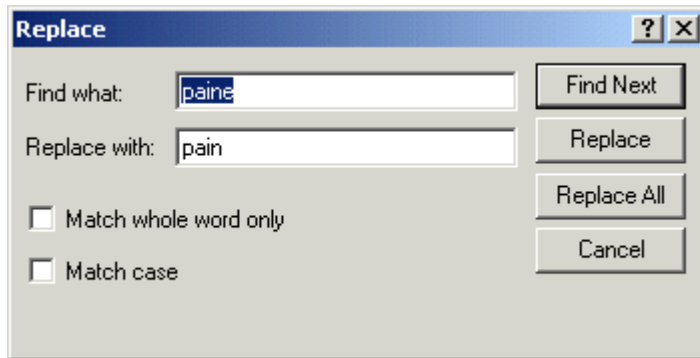 Replace
Find what: paine
Find Next
Replace with: pain
Replace
Replace All
Match whole word only
Cancel
Match case